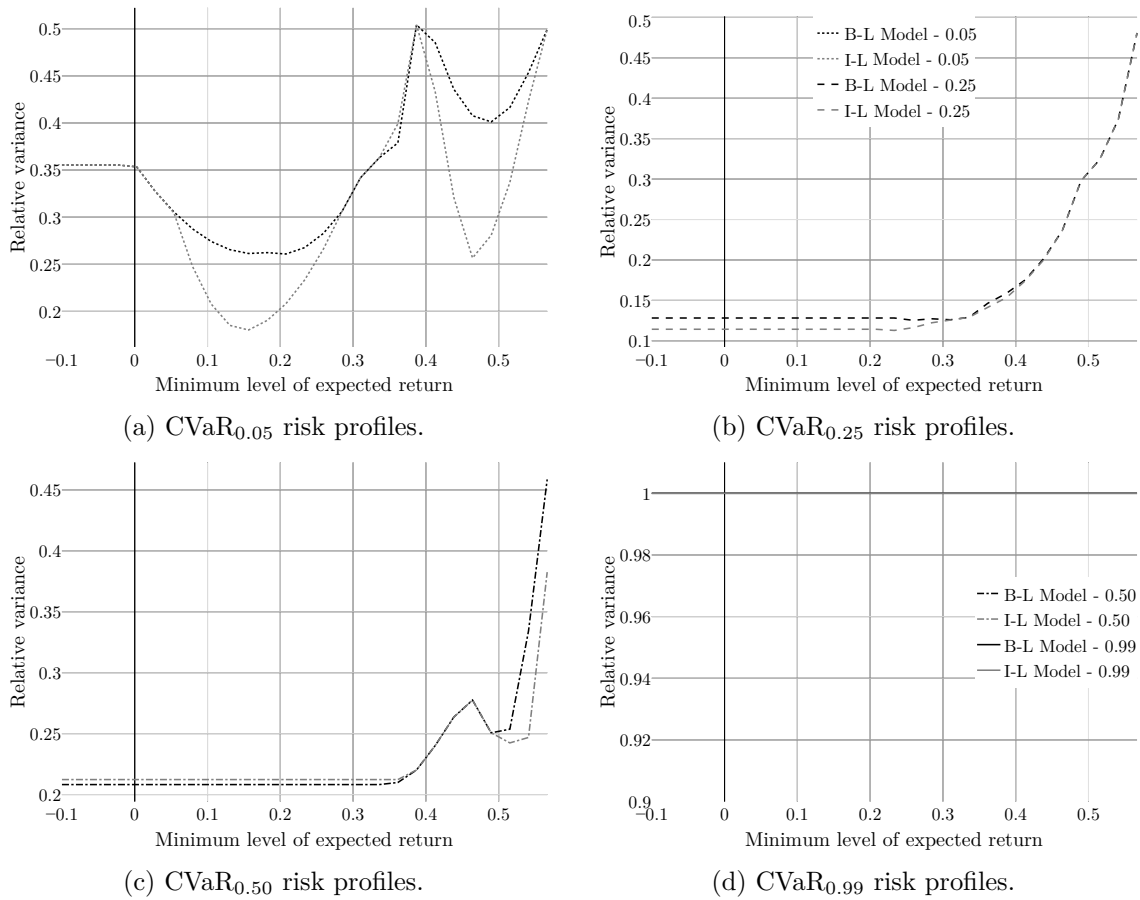 0.5
0.45
0.4
0.35
0.3
0.25
0.2
Relative variance
−0.1 0 0.1 0.2 0.3 0.4 0.5
Minimum level of expected return
(a) CVaR0.05 risk profiles.
0.5
0.45
0.4
0.35
0.3
0.25
0.2
0.15
0.1
Relative variance
B-L Model - 0.05
I-L Model - 0.05
B-L Model - 0.25
I-L Model - 0.25
−0.1 0 0.1 0.2 0.3 0.4 0.5
Minimum level of expected return
(b) CVaR0.25 risk profiles.
0.45
0.4
0.35
0.3
0.25
0.2
Relative variance
−0.1 0 0.1 0.2 0.3 0.4 0.5
Minimum level of expected return
(c) CVaR0.50 risk profiles.
1
0.98
0.96
0.94
0.92
0.9
Relative variance
B-L Model - 0.50
I-L Model - 0.50
B-L Model - 0.99
I-L Model - 0.99
−0.1 0 0.1 0.2 0.3 0.4 0.5
Minimum level of expected return
(d) CVaR0.99 risk profiles.